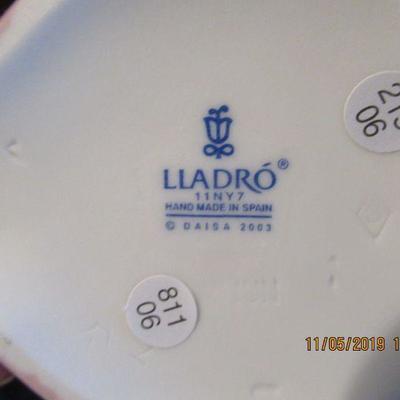 LLADRÓ®
11NY7
HAND MADE IN SPAIN
© DAISA 2003
06
811
06
11/05/2019